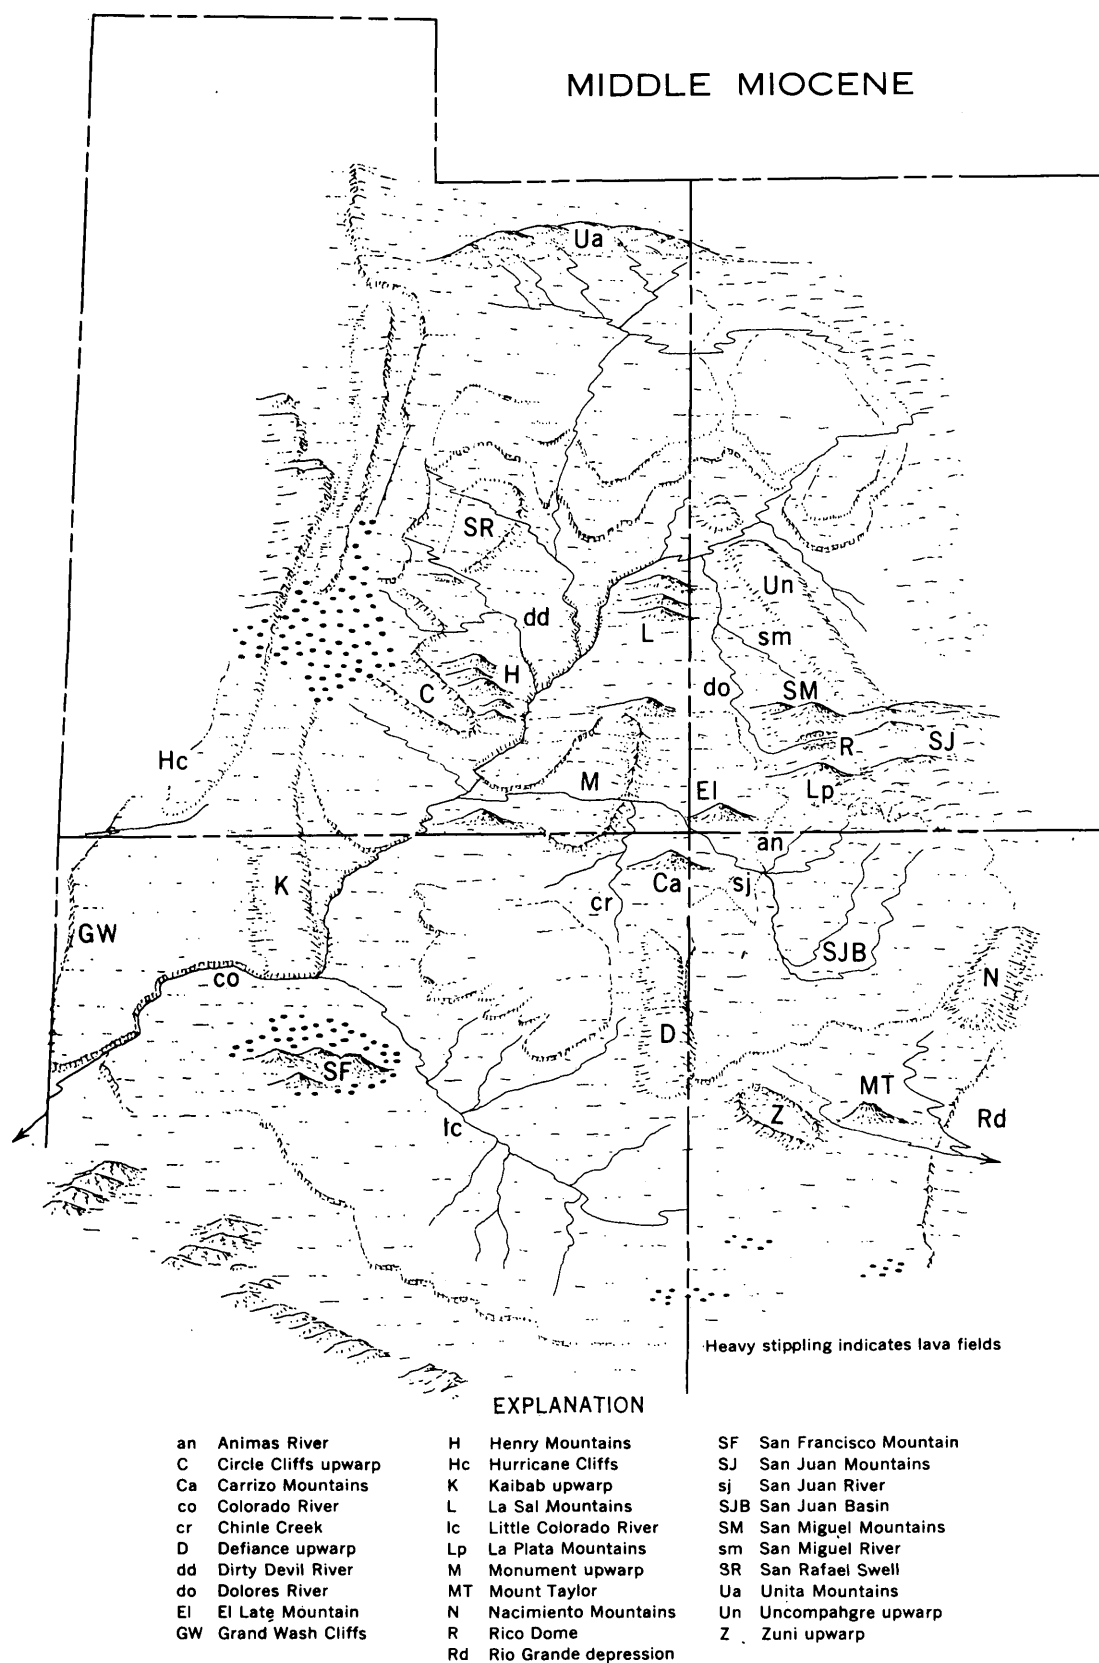 MIDDLE MIOCENE
Ua
SR
Un
dd
L
sm
H
C
do
SM
Hc
R
SJ
M
El
Lp
an
K
Ca
sj
cr
GW
SJB
co
N
D
SF
MT
Z
Rd
lc
Heavy stippling indicates lava fields
EXPLANATION
an Animas River
C Circle Cliffs upwarp
Ca Carrizo Mountains
co Colorado River
cr Chinle Creek
D Defiance upwarp
dd Dirty Devil River
do Dolores River
El El Late Mountain
GW Grand Wash Cliffs
H Henry Mountains
Hc Hurricane Cliffs
K Kaibab upwarp
L La Sal Mountains
lc Little Colorado River
Lp La Plata Mountains
M Monument upwarp
MT Mount Taylor
N Nacimiento Mountains
R Rico Dome
Rd Rio Grande depression
SF San Francisco Mountain
SJ San Juan Mountains
sj San Juan River
SJB San Juan Basin
SM San Miguel Mountains
sm San Miguel River
SR San Rafael Swell
Ua Unita Mountains
Un Uncompahgre upwarp
Z Zuni upwarp